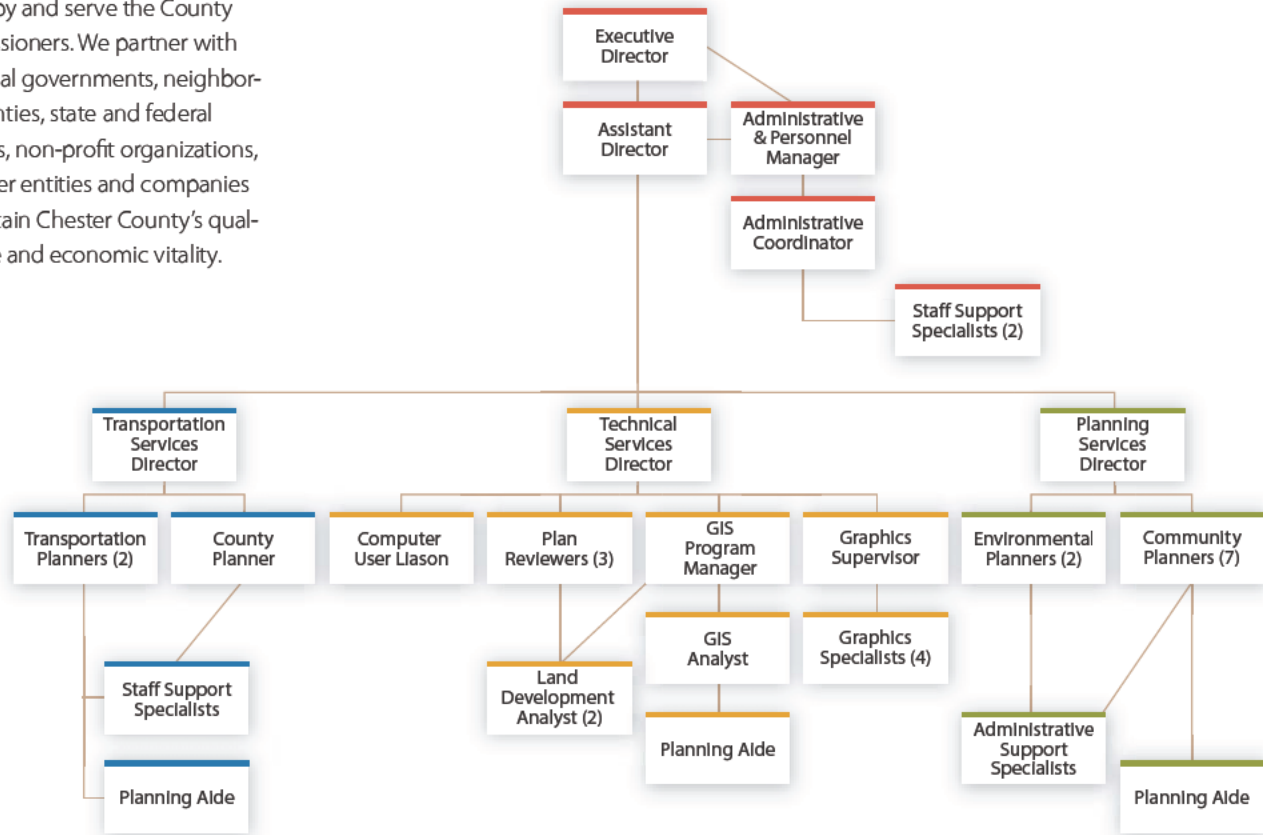 by and serve the County
sioners. We partner with
al governments, neighbor-
nties, state and federal
s, non-profit organizations,
er entities and companies
tain Chester County's qual-
e and economic vitality.
Executive
Director
Assistant
Director
Administrative
& Personnel
Manager
Administrative
Coordinator
Staff Support
Specialists (2)
Transportation
Services
Director
Technical
Services
Director
Planning
Services
Director
Transportation
Planners (2)
County
Planner
Computer
User Liason
Plan
Reviewers (3)
GIS
Program
Manager
Graphics
Supervisor
Environmental
Planners (2)
Community
Planners (7)
Staff Support
Specialists
Planning Aide
Land
Development
Analyst (2)
GIS
Analyst
Planning Aide
Graphics
Specialists (4)
Administrative
Support
Specialists
Planning Aide